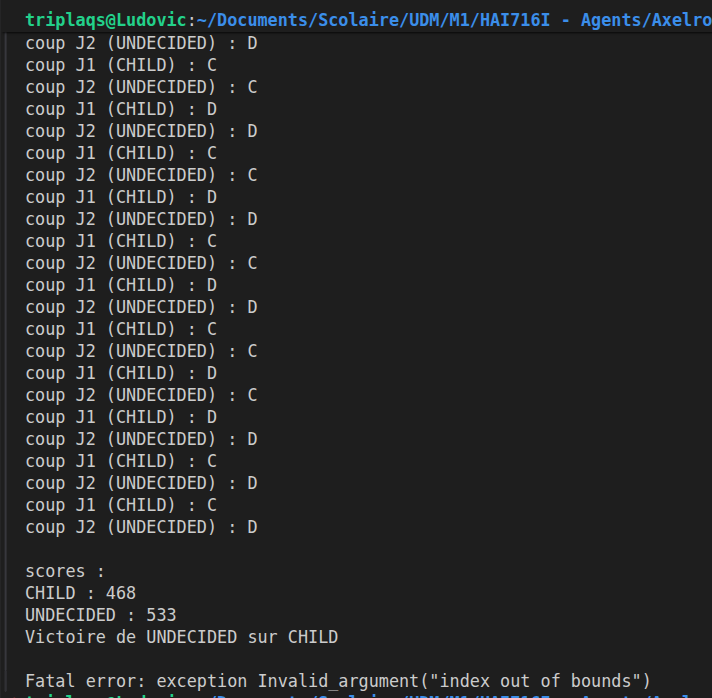 triplaqs@Ludovic:~/Documents/Scolaire/UDM/M1/HAI716I - Agents/Axelro
coup J2 (UNDECIDED) : D
coup J1 (CHILD) : C
coup J2 (UNDECIDED) : C
coup J1 (CHILD) : D
coup J2 (UNDECIDED) : D
coup J1 (CHILD) : C
coup J2 (UNDECIDED) : C
coup J1 (CHILD) : D
coup J2 (UNDECIDED) : D
coup J1 (CHILD) : C
coup J2 (UNDECIDED) : C
coup J1 (CHILD) : D
coup J2 (UNDECIDED) : D
coup J1 (CHILD) : C
coup J2 (UNDECIDED) : C
coup J1 (CHILD) : D
coup J2 (UNDECIDED) : C
coup J1 (CHILD) : D
coup J2 (UNDECIDED) : D
coup J1 (CHILD) : C
coup J2 (UNDECIDED) : D
coup J1 (CHILD) : C
coup J2 (UNDECIDED) : D
scores :
CHILD : 468
UNDECIDED : 533
Victoire de UNDECIDED sur CHILD
Fatal error: exception Invalid_argument("index out of bounds")